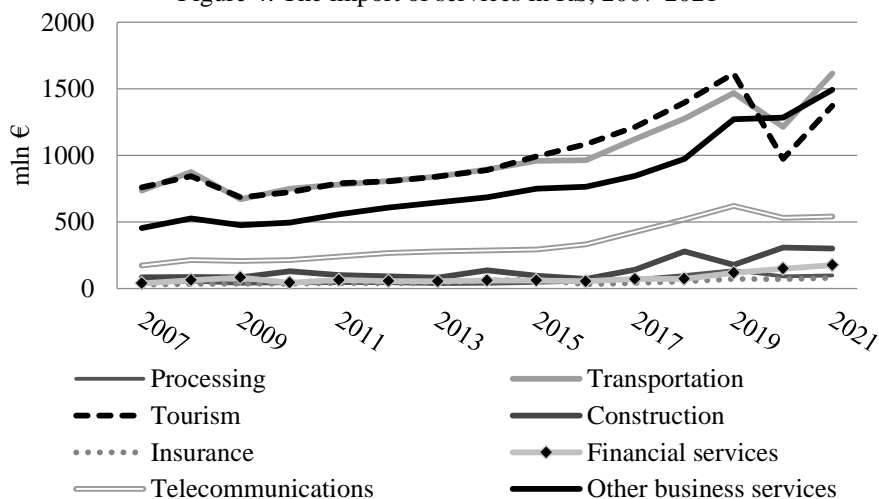 Figure 4. The import of services in RS, 2007-2021
2000
1500
1000
500
0
mln €
2007
2009
2011
2013
2015
2017
2019
2021
Processing
Transportation
Tourism
Construction
Insurance
Financial services
Telecommunications
Other business services